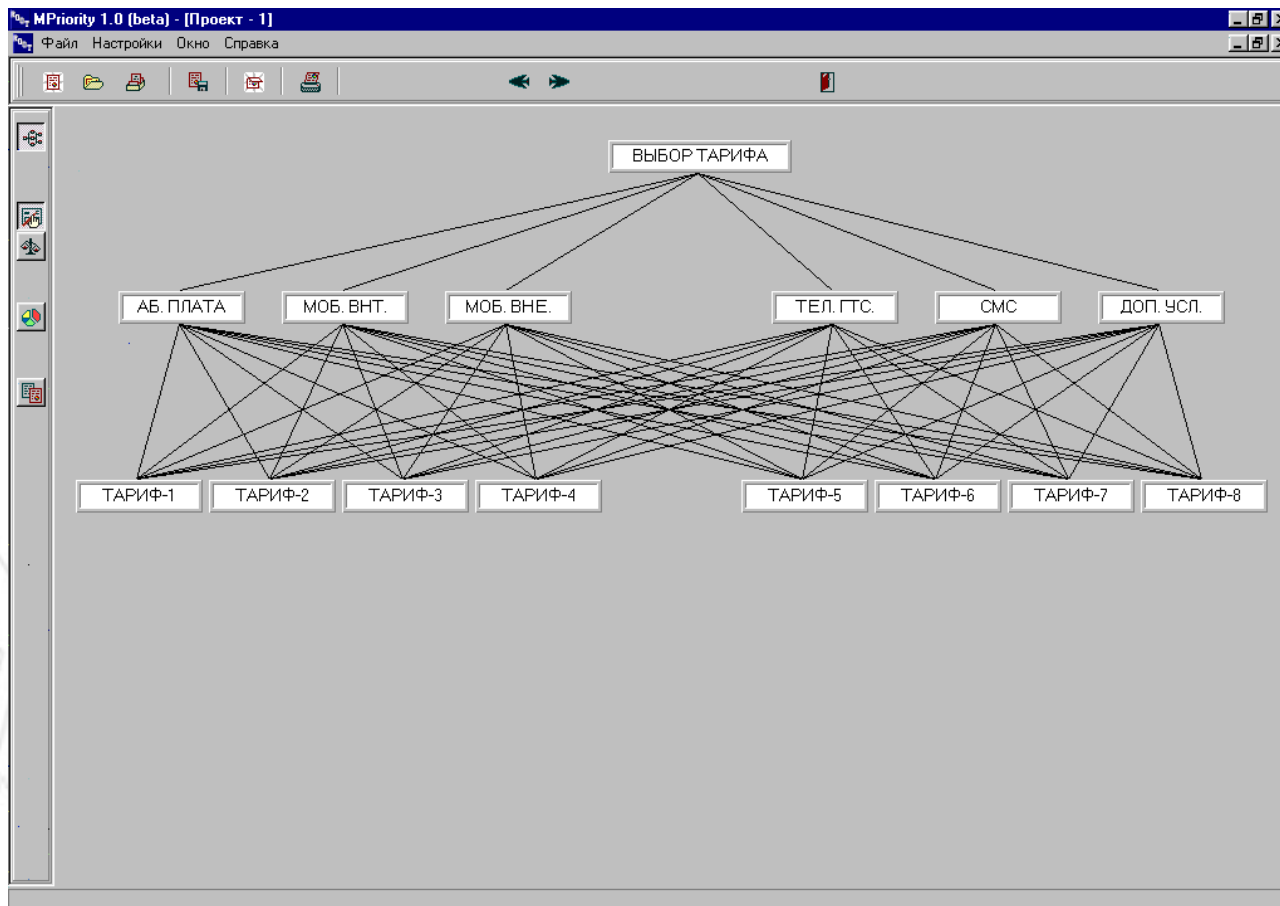 MPriority 1.0 (beta) - [Проект - 1]
Файл Настройки Окно Справка
ВЫБОР ТАРИФА
АБ. ПЛАТА МОБ. ВНТ. МОБ. ВНЕ. ТЕЛ. ГТС. СМС ДОП. УСЛ.
ТАРИФ-1 ТАРИФ-2 ТАРИФ-3 ТАРИФ-4 ТАРИФ-5 ТАРИФ-6 ТАРИФ-7 ТАРИФ-8